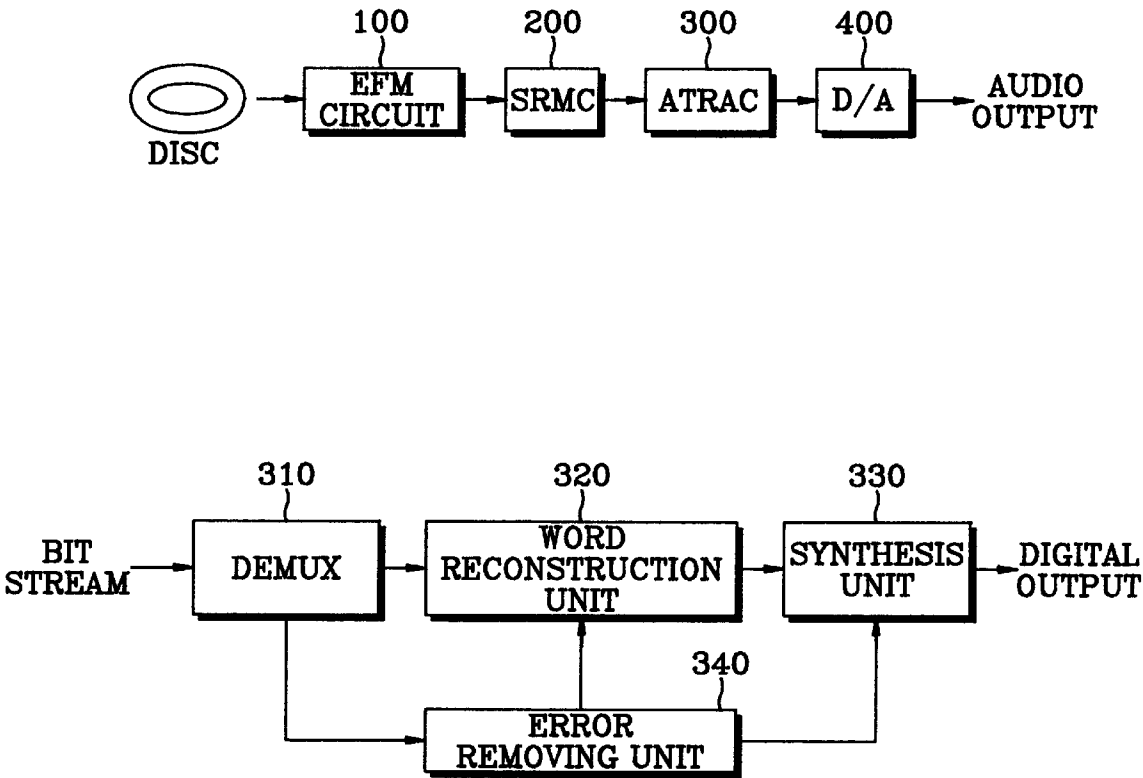 100
200
300
400
EFM
CIRCUIT
SRMC
ATRAC
D/A
AUDIO
OUTPUT
DISC
310
320
330
BIT
STREAM
DEMUX
WORD
RECONSTRUCTION
UNIT
SYNTHESIS
UNIT
DIGITAL
OUTPUT
340
ERROR
REMOVING UNIT